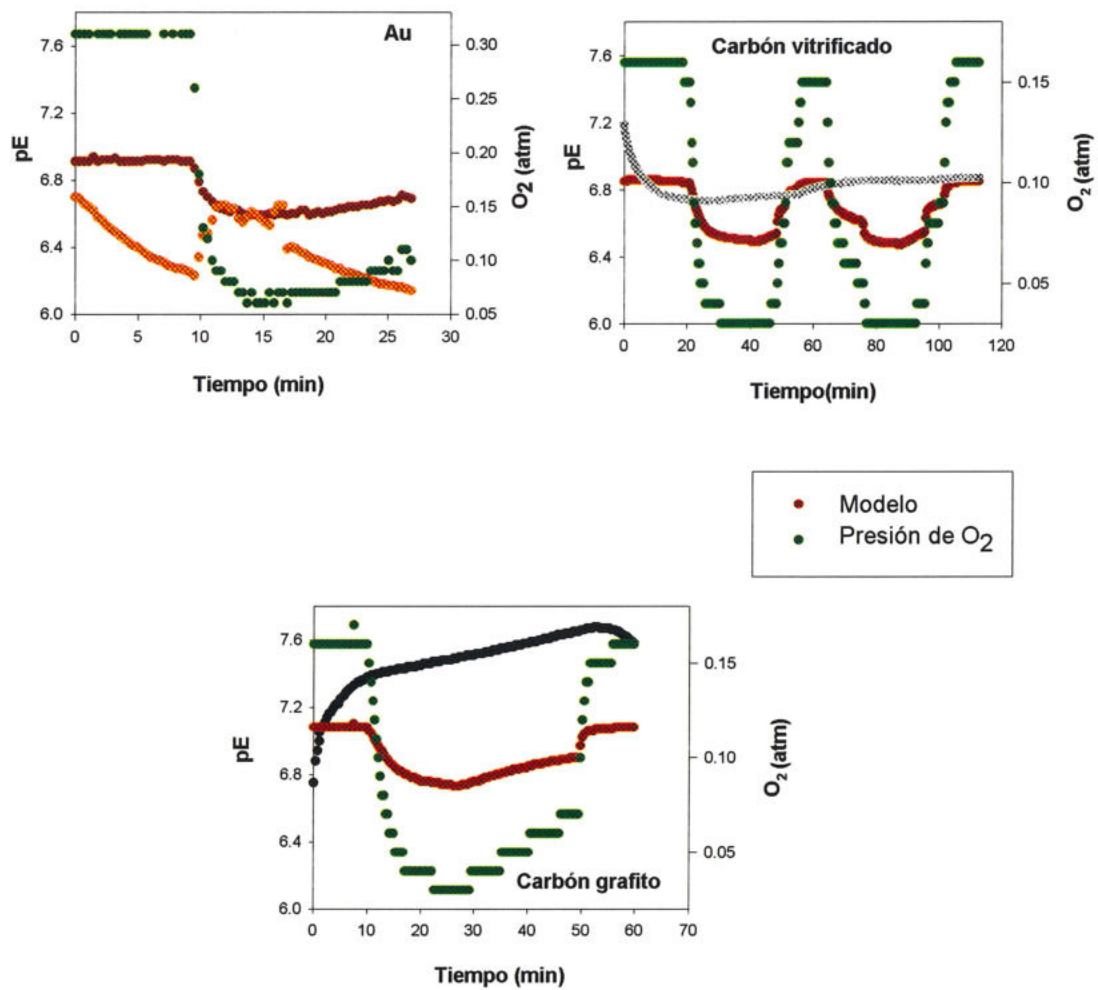 Au
7.6
7.2
6.8
6.4
6.0
pE
0.30
0.25
0.20
0.15
0.10
0.05
O2 (atm)
0 5 10 15 20 25 30
Tiempo (min)
Carbón vitrificado
7.6
7.2
6.8
6.4
6.0
pE
0.15
0.10
0.05
O2 (atm)
0 20 40 60 80 100 120
Tiempo(min)
Modelo
Presión de O2
Carbón grafito
7.6
7.2
6.8
6.4
6.0
pE
0.15
0.10
0.05
O2 (atm)
0 10 20 30 40 50 60 70
Tiempo (min)